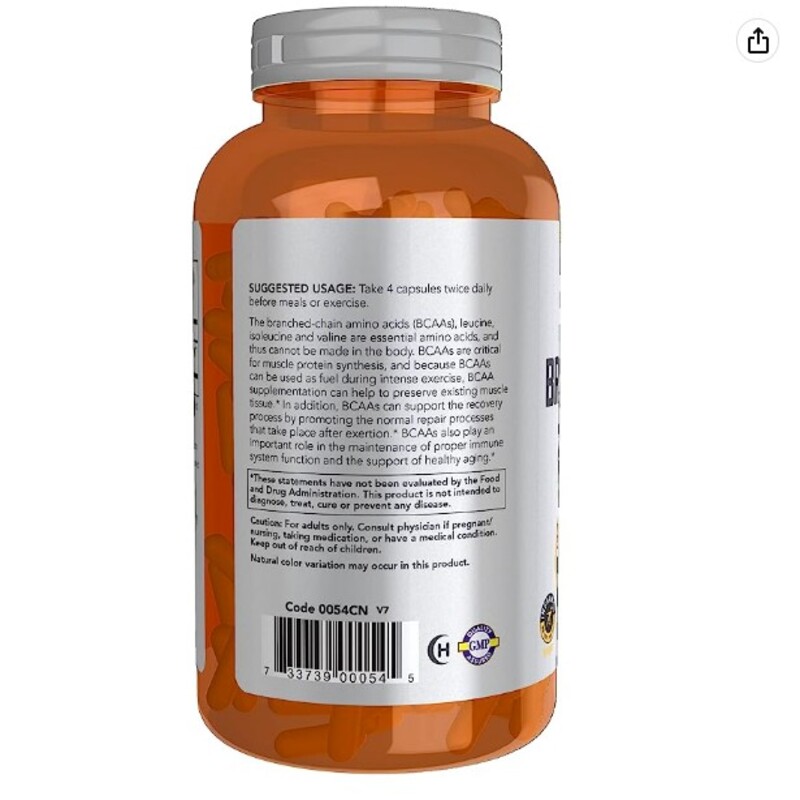 SUGGESTED USAGE: Take 4 capsules twice daily
before meals or exercise.
The branched-chain amino acids (BCAAs), leucine,
isoleucine and valine are essential amino acids, and
thus cannot be made in the body. BCAAs are critical
for muscle protein synthesis, and because BCAAs
can be used as fuel during intense exercise, BCAA
supplementation can help to preserve existing muscle
tissue.* In addition, BCAAs can support the recovery
process by promoting the normal repair processes
that take place after exertion.* BCAAs also play an
important role in the maintenance of proper immune
system function and the support of healthy aging.*
*These statements have not been evaluated by the Food
and Drug Administration. This product is not intended to
diagnose, treat, cure or prevent any disease.
Caution: For adults only. Consult physician if pregnant/
nursing, taking medication, or have a medical condition.
Keep out of reach of children.
Natural color variation may occur in this product.
Code 0054CN V7
7 33739 00054 5
H
QUALITY
GMP
ASSURED